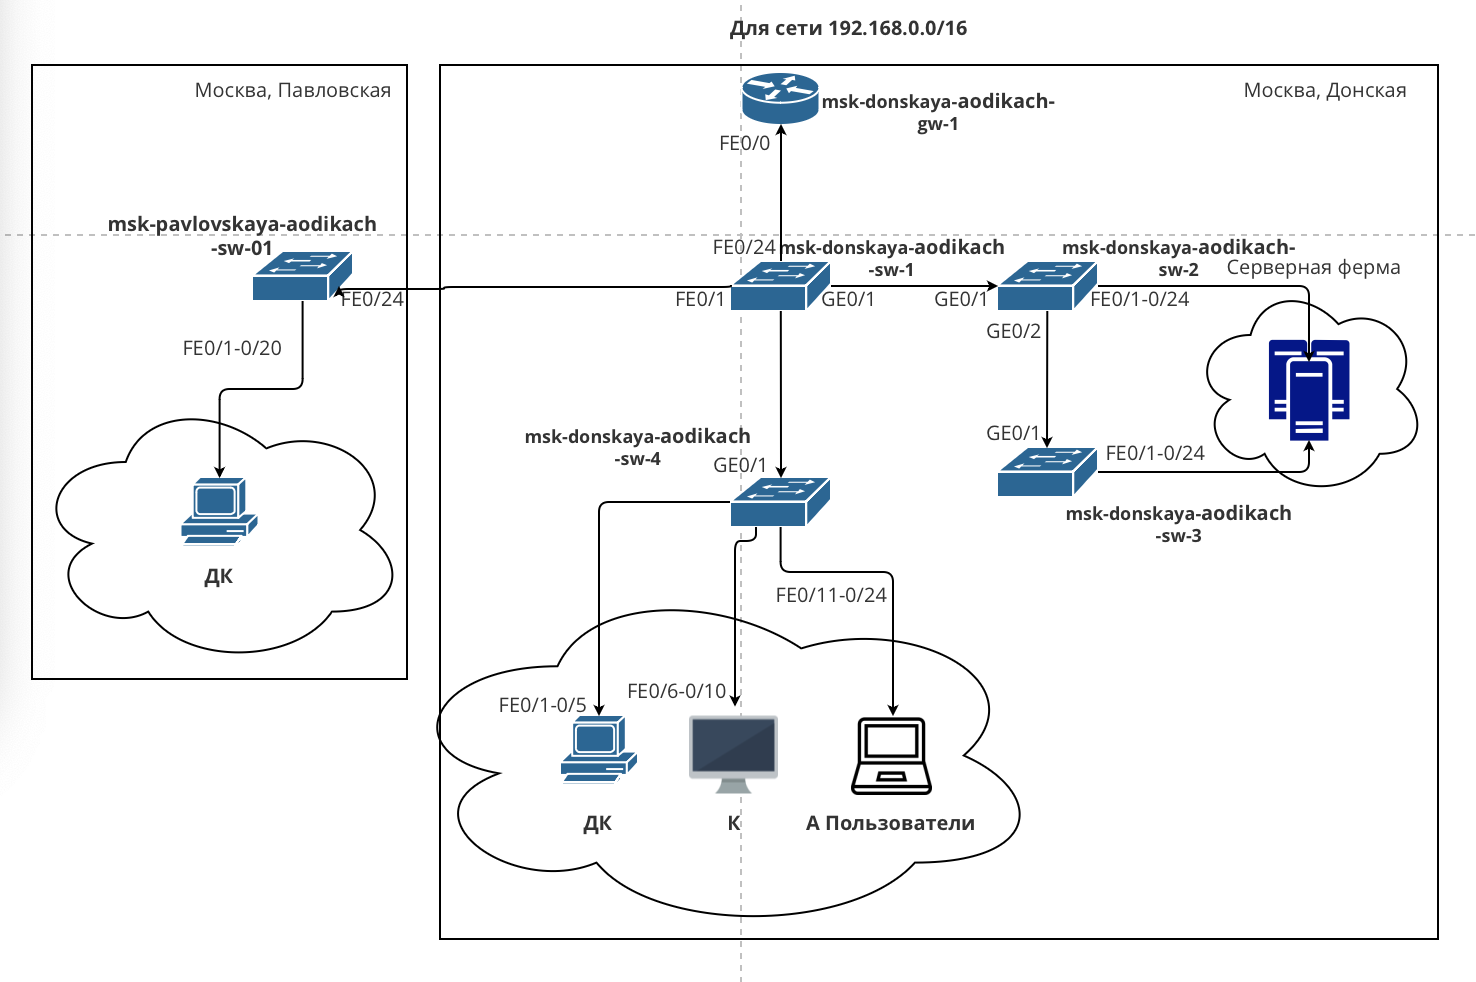 Для сети 192.168.0.0/16
Москва, Павловская
Москва, Донская
msk-donskaya-aodikach-
gw-1
FE0/0
msk-pavlovskaya-aodikach
-sw-01
FE0/24
FE0/1-0/20
ДК
FE0/24
msk-donskaya-aodikach
-sw-1
FE0/1
GE0/1
msk-donskaya-aodikach-
sw-2
Серверная ферма
GE0/1
FE0/1-0/24
GE0/2
GE0/1
FE0/1-0/24
msk-donskaya-aodikach
-sw-3
msk-donskaya-aodikach
-sw-4
GE0/1
FE0/11-0/24
FE0/6-0/10
FE0/1-0/5
ДК
К
А Пользователи